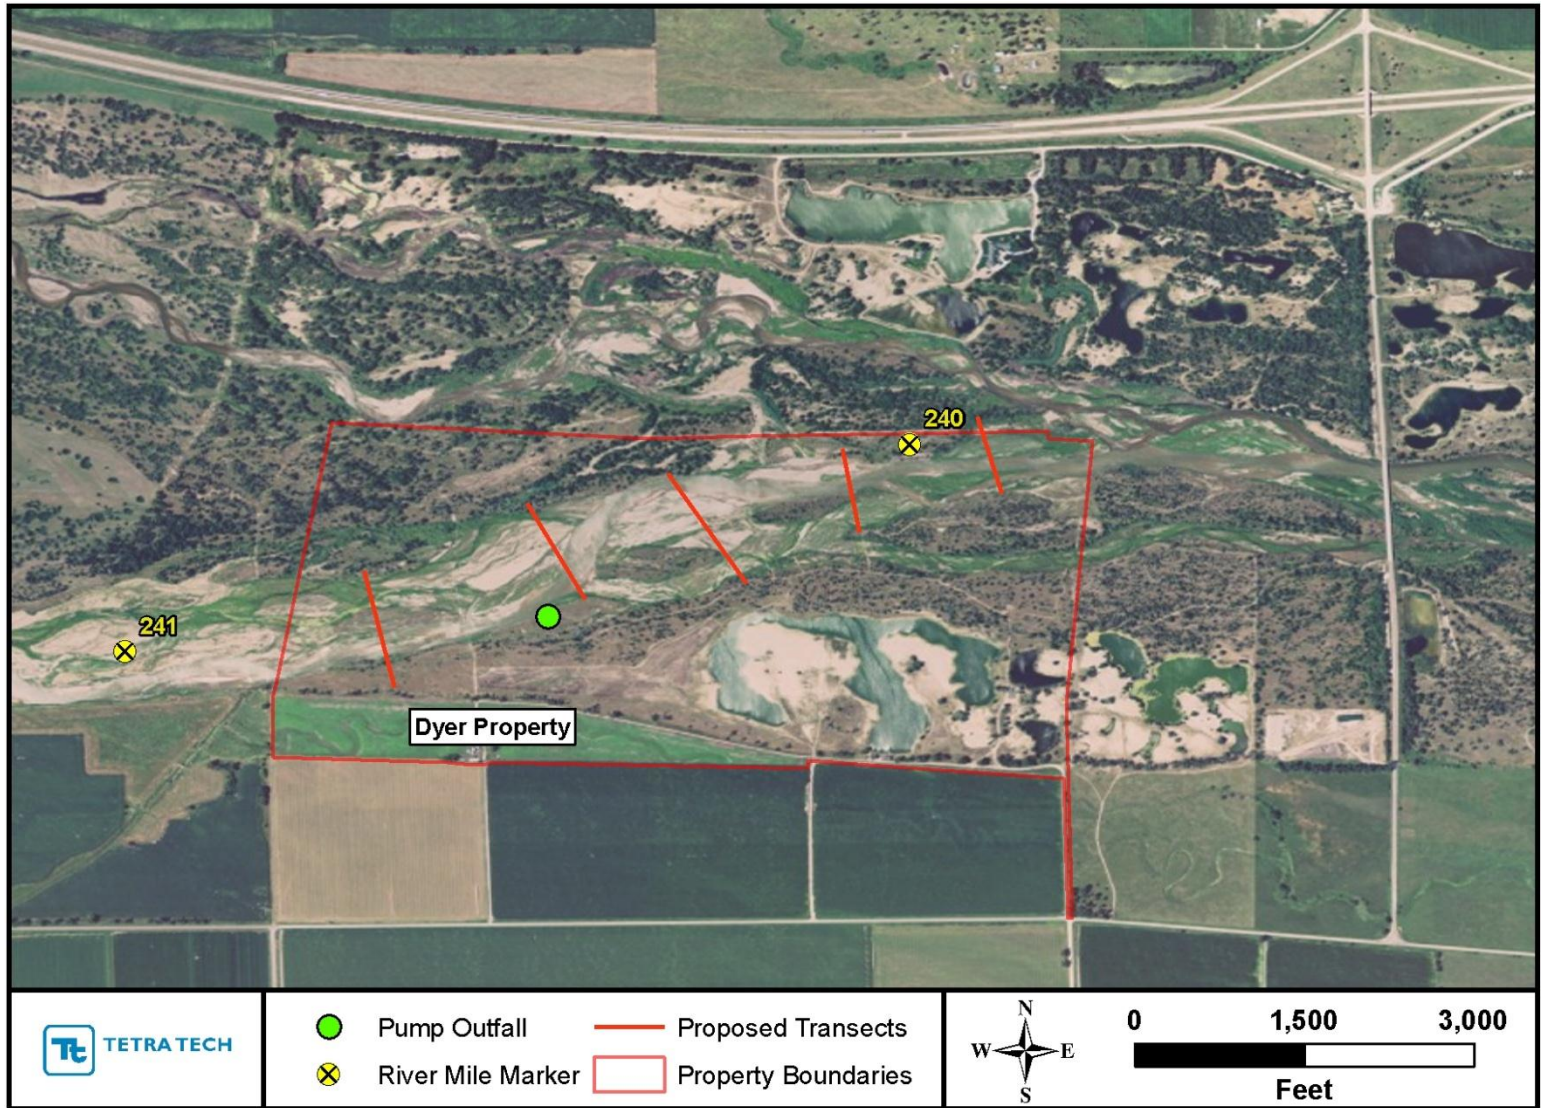 240
241
Dyer Property
Tt
TETRA TECH
Pump Outfall
River Mile Marker
Proposed Transects
Property Boundaries
N
W E
S
0 1,500 3,000
Feet